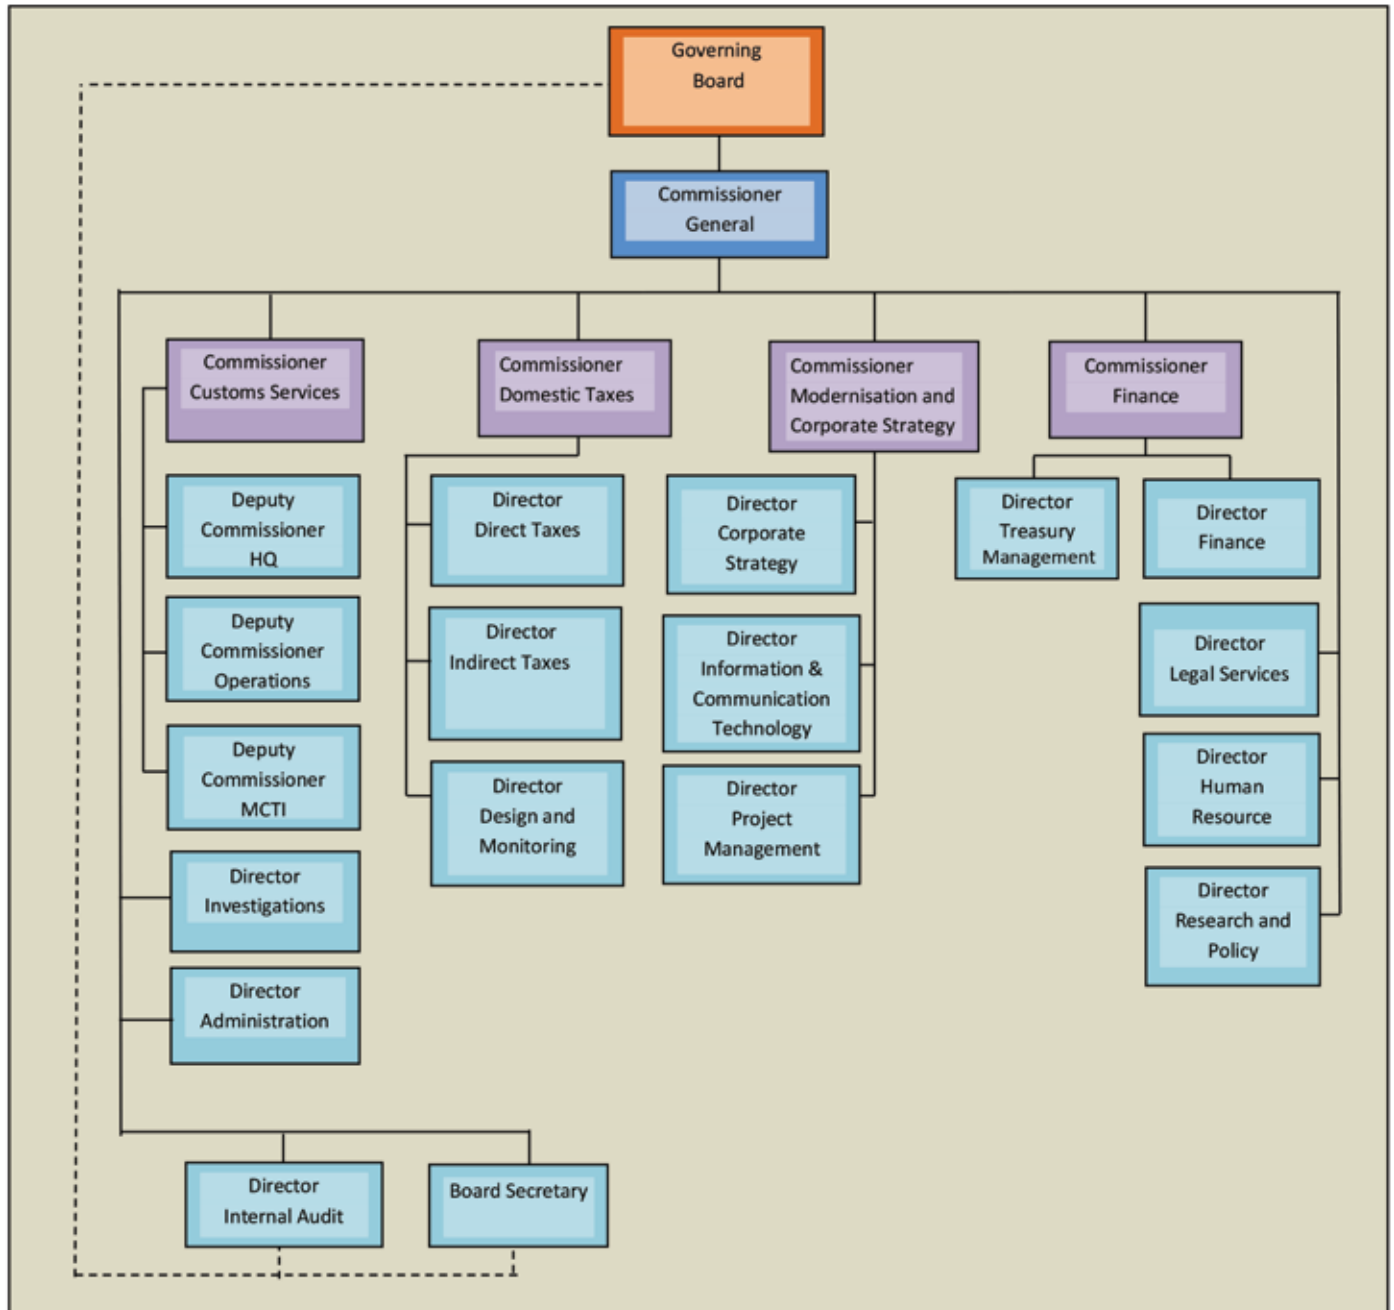 Governing
Board
Commissioner
General
Commissioner
Customs Services
Commissioner
Domestic Taxes
Commissioner
Modernisation and
Corporate Strategy
Commissioner
Finance
Deputy
Commissioner
HQ
Director
Direct Taxes
Director
Corporate
Strategy
Director
Treasury
Management
Director
Finance
Deputy
Commissioner
Operations
Director
Indirect Taxes
Director
Information &
Communication
Technology
Director
Legal Services
Deputy
Commissioner
MCTI
Director
Design and
Monitoring
Director
Project
Management
Director
Human
Resource
Director
Investigations
Director
Research and
Policy
Director
Administration
Director
Internal Audit
Board Secretary